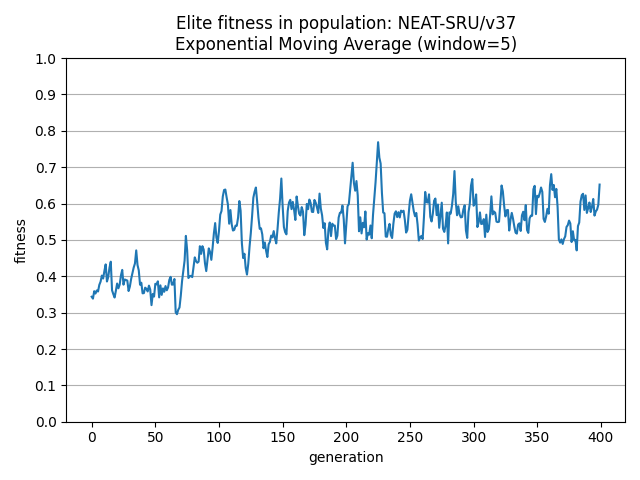 Elite fitness in population: NEAT-SRU/v37
Exponential Moving Average (window=5)
1.0
0.9
0.8
0.7
0.6
0.5
0.4
0.3
0.2
0.1
0.0
fitness
0 50 100 150 200 250 300 350 400
generation